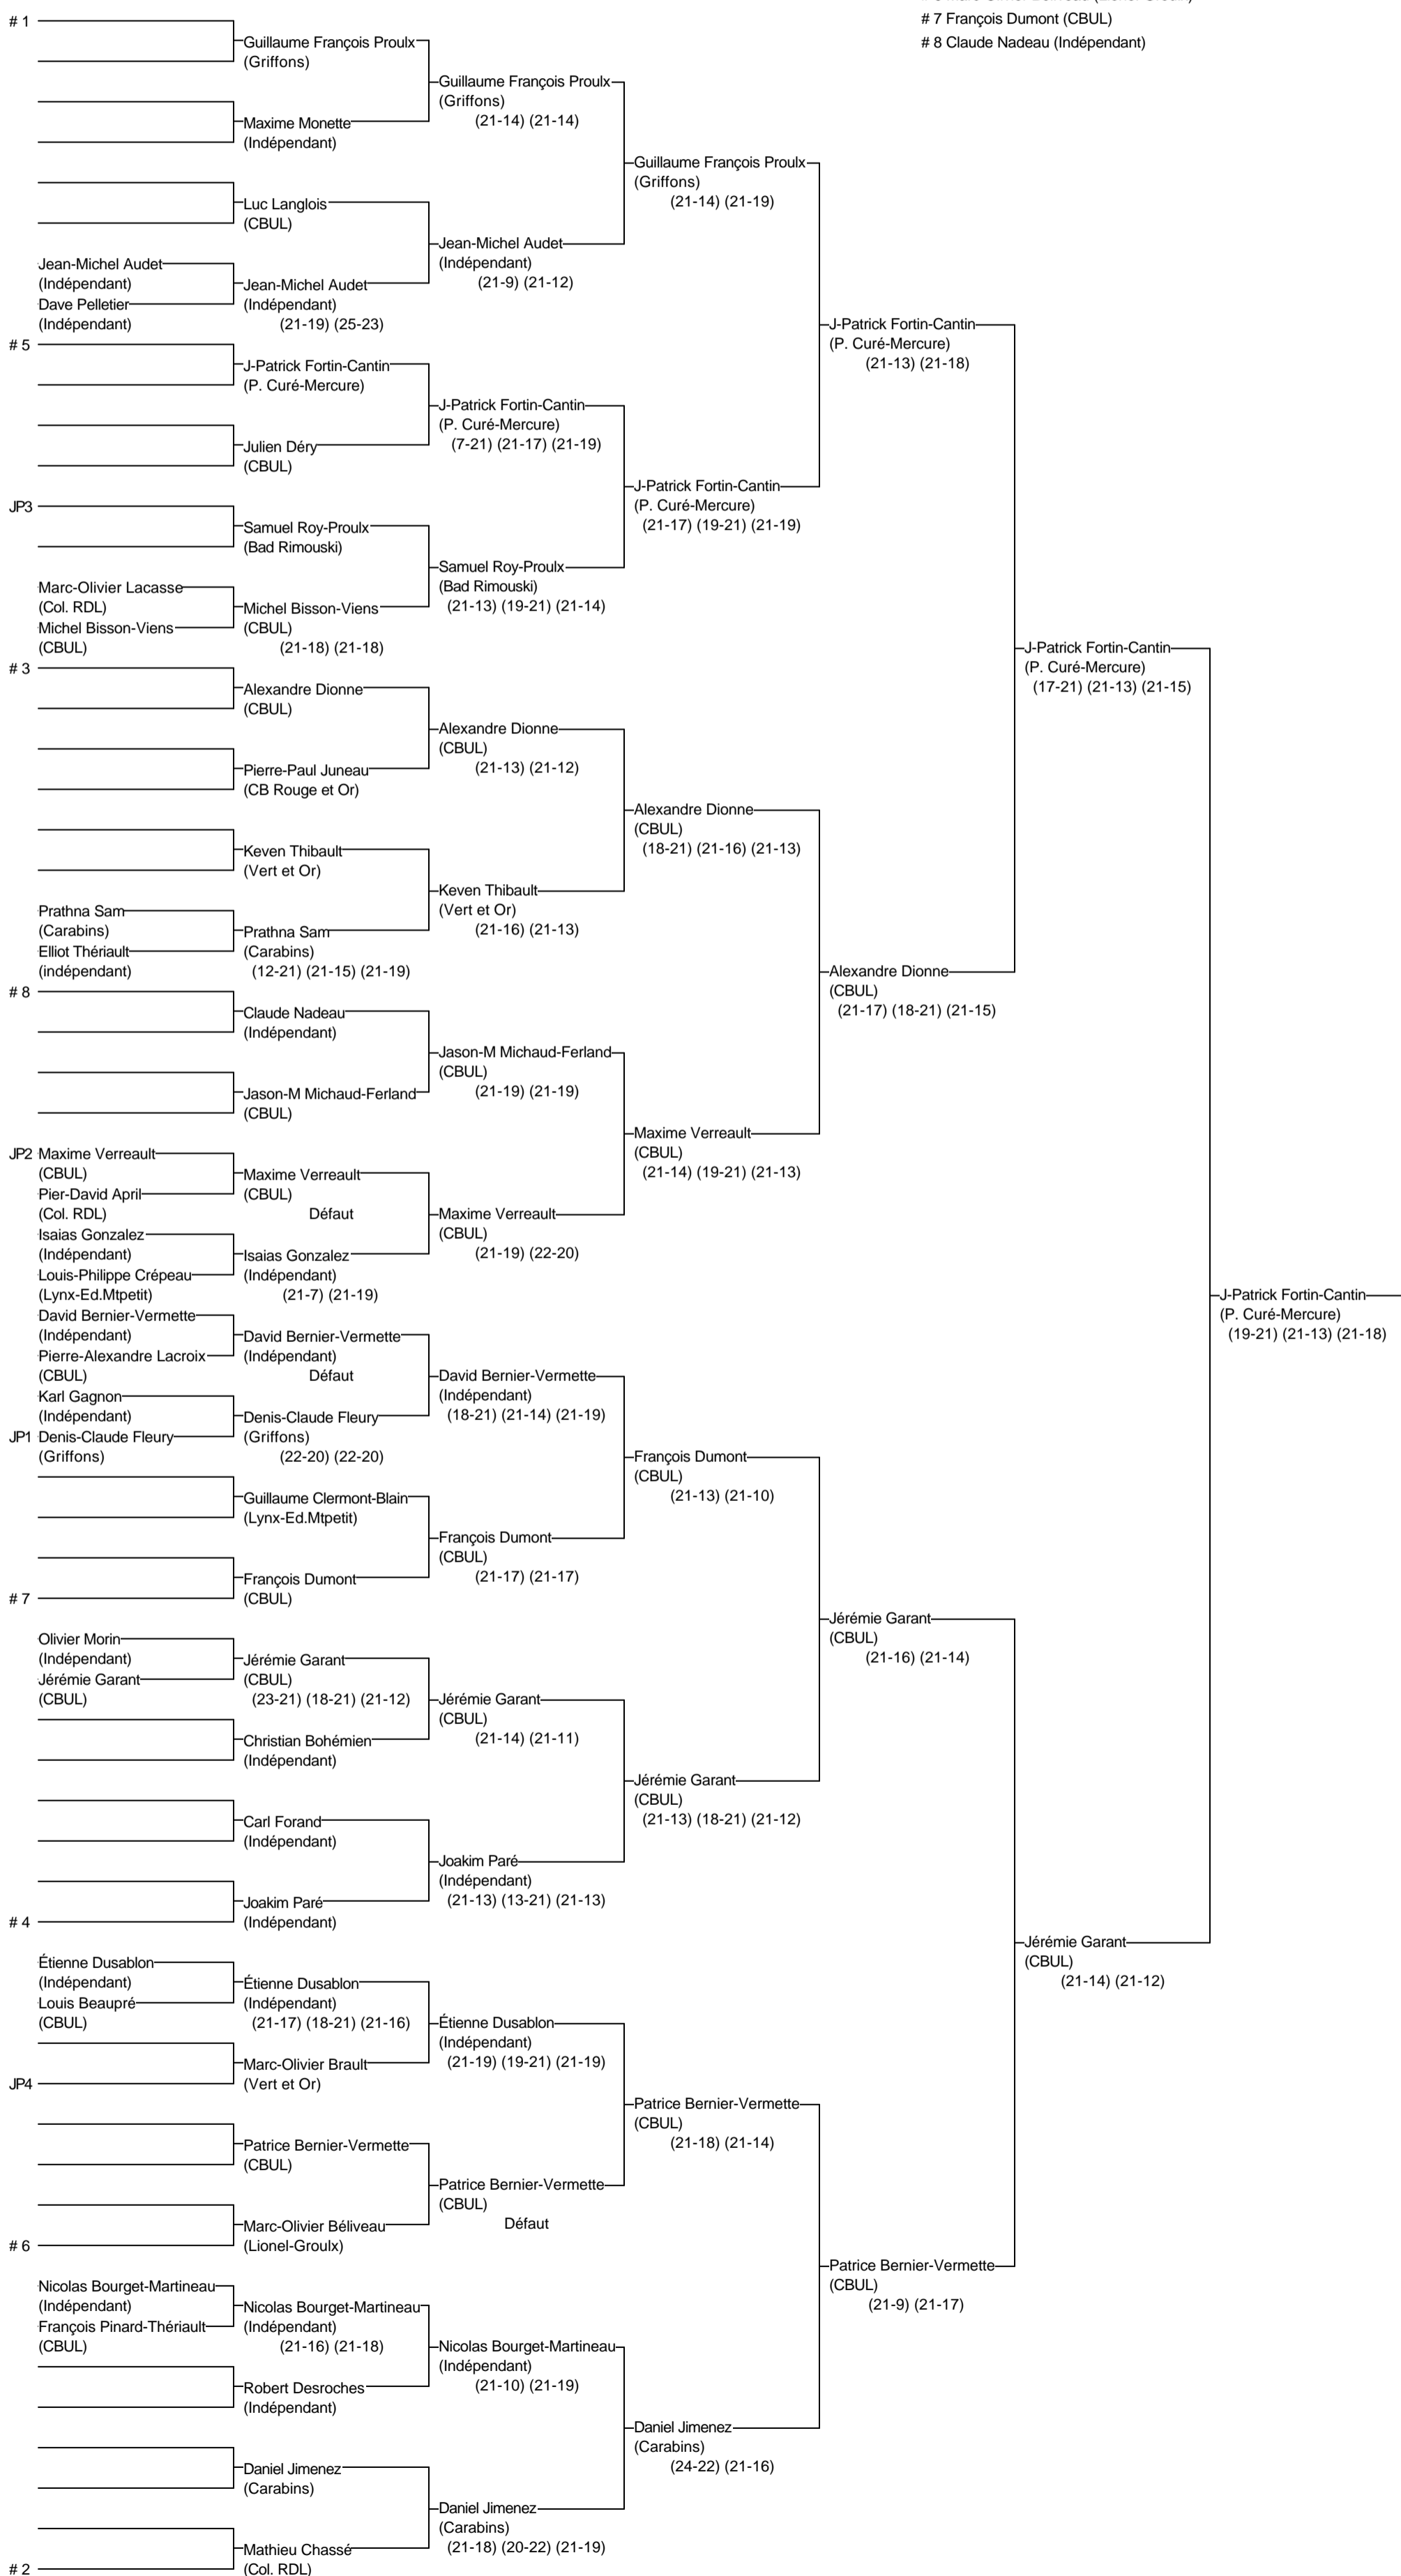 # 7 François Dumont (CBUL)
# 8 Claude Nadeau (Indépendant)
# 1
Guillaume François Proulx
(Griffons)
Guillaume François Proulx
(Griffons)
(21-14) (21-14)
Maxime Monette
(Indépendant)
Guillaume François Proulx
(Griffons)
(21-14) (21-19)
Luc Langlois
(CBUL)
Jean-Michel Audet
(Indépendant)
(21-9) (21-12)
Jean-Michel Audet
(Indépendant)
Dave Pelletier
(Indépendant)
Jean-Michel Audet
(Indépendant)
(21-19) (25-23)
J-Patrick Fortin-Cantin
(P. Curé-Mercure)
(21-13) (21-18)
# 5
J-Patrick Fortin-Cantin
(P. Curé-Mercure)
J-Patrick Fortin-Cantin
(P. Curé-Mercure)
(7-21) (21-17) (21-19)
Julien Déry
(CBUL)
J-Patrick Fortin-Cantin
(P. Curé-Mercure)
(21-17) (19-21) (21-19)
JP3
Samuel Roy-Proulx
(Bad Rimouski)
Samuel Roy-Proulx
(Bad Rimouski)
(21-13) (19-21) (21-14)
Marc-Olivier Lacasse
(Col. RDL)
Michel Bisson-Viens
(CBUL)
Michel Bisson-Viens
(CBUL)
(21-18) (21-18)
J-Patrick Fortin-Cantin
(P. Curé-Mercure)
(17-21) (21-13) (21-15)
# 3
Alexandre Dionne
(CBUL)
Alexandre Dionne
(CBUL)
(21-13) (21-12)
Pierre-Paul Juneau
(CB Rouge et Or)
Alexandre Dionne
(CBUL)
(18-21) (21-16) (21-13)
Keven Thibault
(Vert et Or)
Keven Thibault
(Vert et Or)
(21-16) (21-13)
Prathna Sam
(Carabins)
Elliot Thériault
(indépendant)
Prathna Sam
(Carabins)
(12-21) (21-15) (21-19)
Alexandre Dionne
(CBUL)
(21-17) (18-21) (21-15)
# 8
Claude Nadeau
(Indépendant)
Jason-M Michaud-Ferland
(CBUL)
(21-19) (21-19)
Jason-M Michaud-Ferland
(CBUL)
Maxime Verreault
(CBUL)
(21-14) (19-21) (21-13)
JP2 Maxime Verreault
(CBUL)
Pier-David April
(Col. RDL)
Maxime Verreault
(CBUL)
Défaut
Maxime Verreault
(CBUL)
(21-19) (22-20)
Isaias Gonzalez
(Indépendant)
Louis-Philippe Crépeau
(Lynx-Ed.Mtpetit)
Isaias Gonzalez
(Indépendant)
(21-7) (21-19)
J-Patrick Fortin-Cantin
(P. Curé-Mercure)
(19-21) (21-13) (21-18)
David Bernier-Vermette
(Indépendant)
Pierre-Alexandre Lacroix
(CBUL)
David Bernier-Vermette
(Indépendant)
Défaut
David Bernier-Vermette
(Indépendant)
(18-21) (21-14) (21-19)
Karl Gagnon
(Indépendant)
JP1 Denis-Claude Fleury
(Griffons)
Denis-Claude Fleury
(Griffons)
(22-20) (22-20)
François Dumont
(CBUL)
(21-13) (21-10)
Guillaume Clermont-Blain
(Lynx-Ed.Mtpetit)
François Dumont
(CBUL)
(21-17) (21-17)
François Dumont
(CBUL)
# 7
Jérémie Garant
(CBUL)
(21-16) (21-14)
Olivier Morin
(Indépendant)
Jérémie Garant
(CBUL)
Jérémie Garant
(CBUL)
(23-21) (18-21) (21-12)
Jérémie Garant
(CBUL)
(21-14) (21-11)
Christian Bohémien
(Indépendant)
Jérémie Garant
(CBUL)
(21-13) (18-21) (21-12)
Carl Forand
(Indépendant)
Joakim Paré
(Indépendant)
(21-13) (13-21) (21-13)
Joakim Paré
(Indépendant)
# 4
Jérémie Garant
(CBUL)
(21-14) (21-12)
Étienne Dusablon
(Indépendant)
Louis Beaupré
(CBUL)
Étienne Dusablon
(Indépendant)
(21-17) (18-21) (21-16)
Étienne Dusablon
(Indépendant)
(21-19) (19-21) (21-19)
Marc-Olivier Brault
(Vert et Or)
JP4
Patrice Bernier-Vermette
(CBUL)
(21-18) (21-14)
Patrice Bernier-Vermette
(CBUL)
Patrice Bernier-Vermette
(CBUL)
Défaut
Marc-Olivier Béliveau
(Lionel-Groulx)
# 6
Patrice Bernier-Vermette
(CBUL)
(21-9) (21-17)
Nicolas Bourget-Martineau
(Indépendant)
François Pinard-Thériault
(CBUL)
Nicolas Bourget-Martineau
(Indépendant)
(21-16) (21-18)
Nicolas Bourget-Martineau
(Indépendant)
(21-10) (21-19)
Robert Desroches
(Indépendant)
Daniel Jimenez
(Carabins)
(24-22) (21-16)
Daniel Jimenez
(Carabins)
Daniel Jimenez
(Carabins)
(21-18) (20-22) (21-19)
Mathieu Chassé
(Col. RDL)
# 2